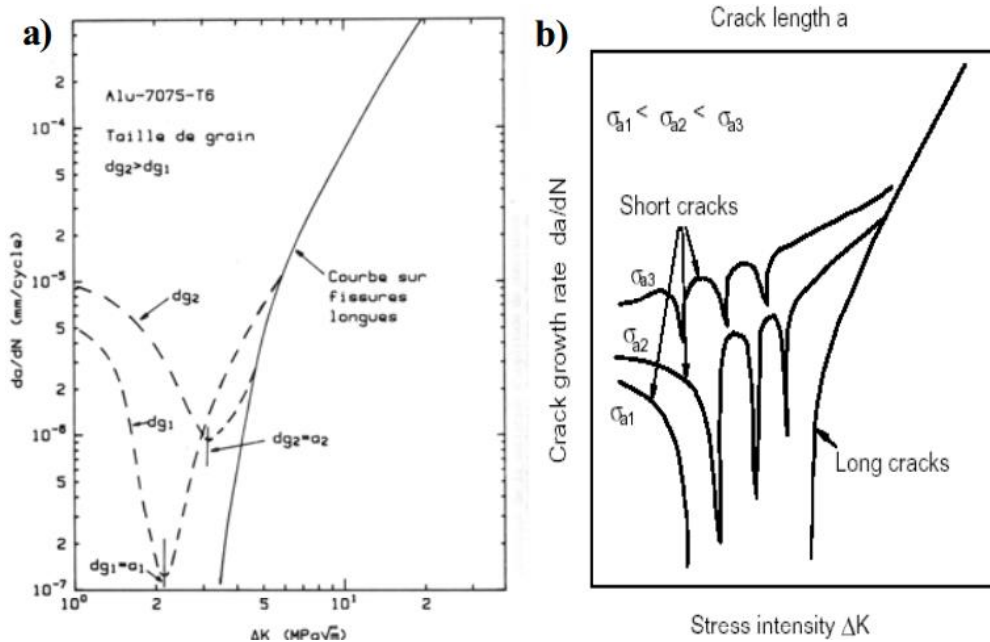 a)
Alu-7075-T6
Taille de grain
dg₂>dg₁
Courbe sur
fissures
longues
dg₂
dg₁
dg₂=a₂
dg₁=a₁
da/dN (mm/cycle)
2
10⁻⁴
5
2
10⁻⁵
5
2
10⁻⁶
5
2
10⁻⁷
10⁰
2
5
10¹
2
ΔK (MPa√m)
b)
Crack length a
σa1 < σa2 < σa3
Short cracks
σa3
σa2
σa1
Long cracks
Crack growth rate da/dN
Stress intensity ΔK